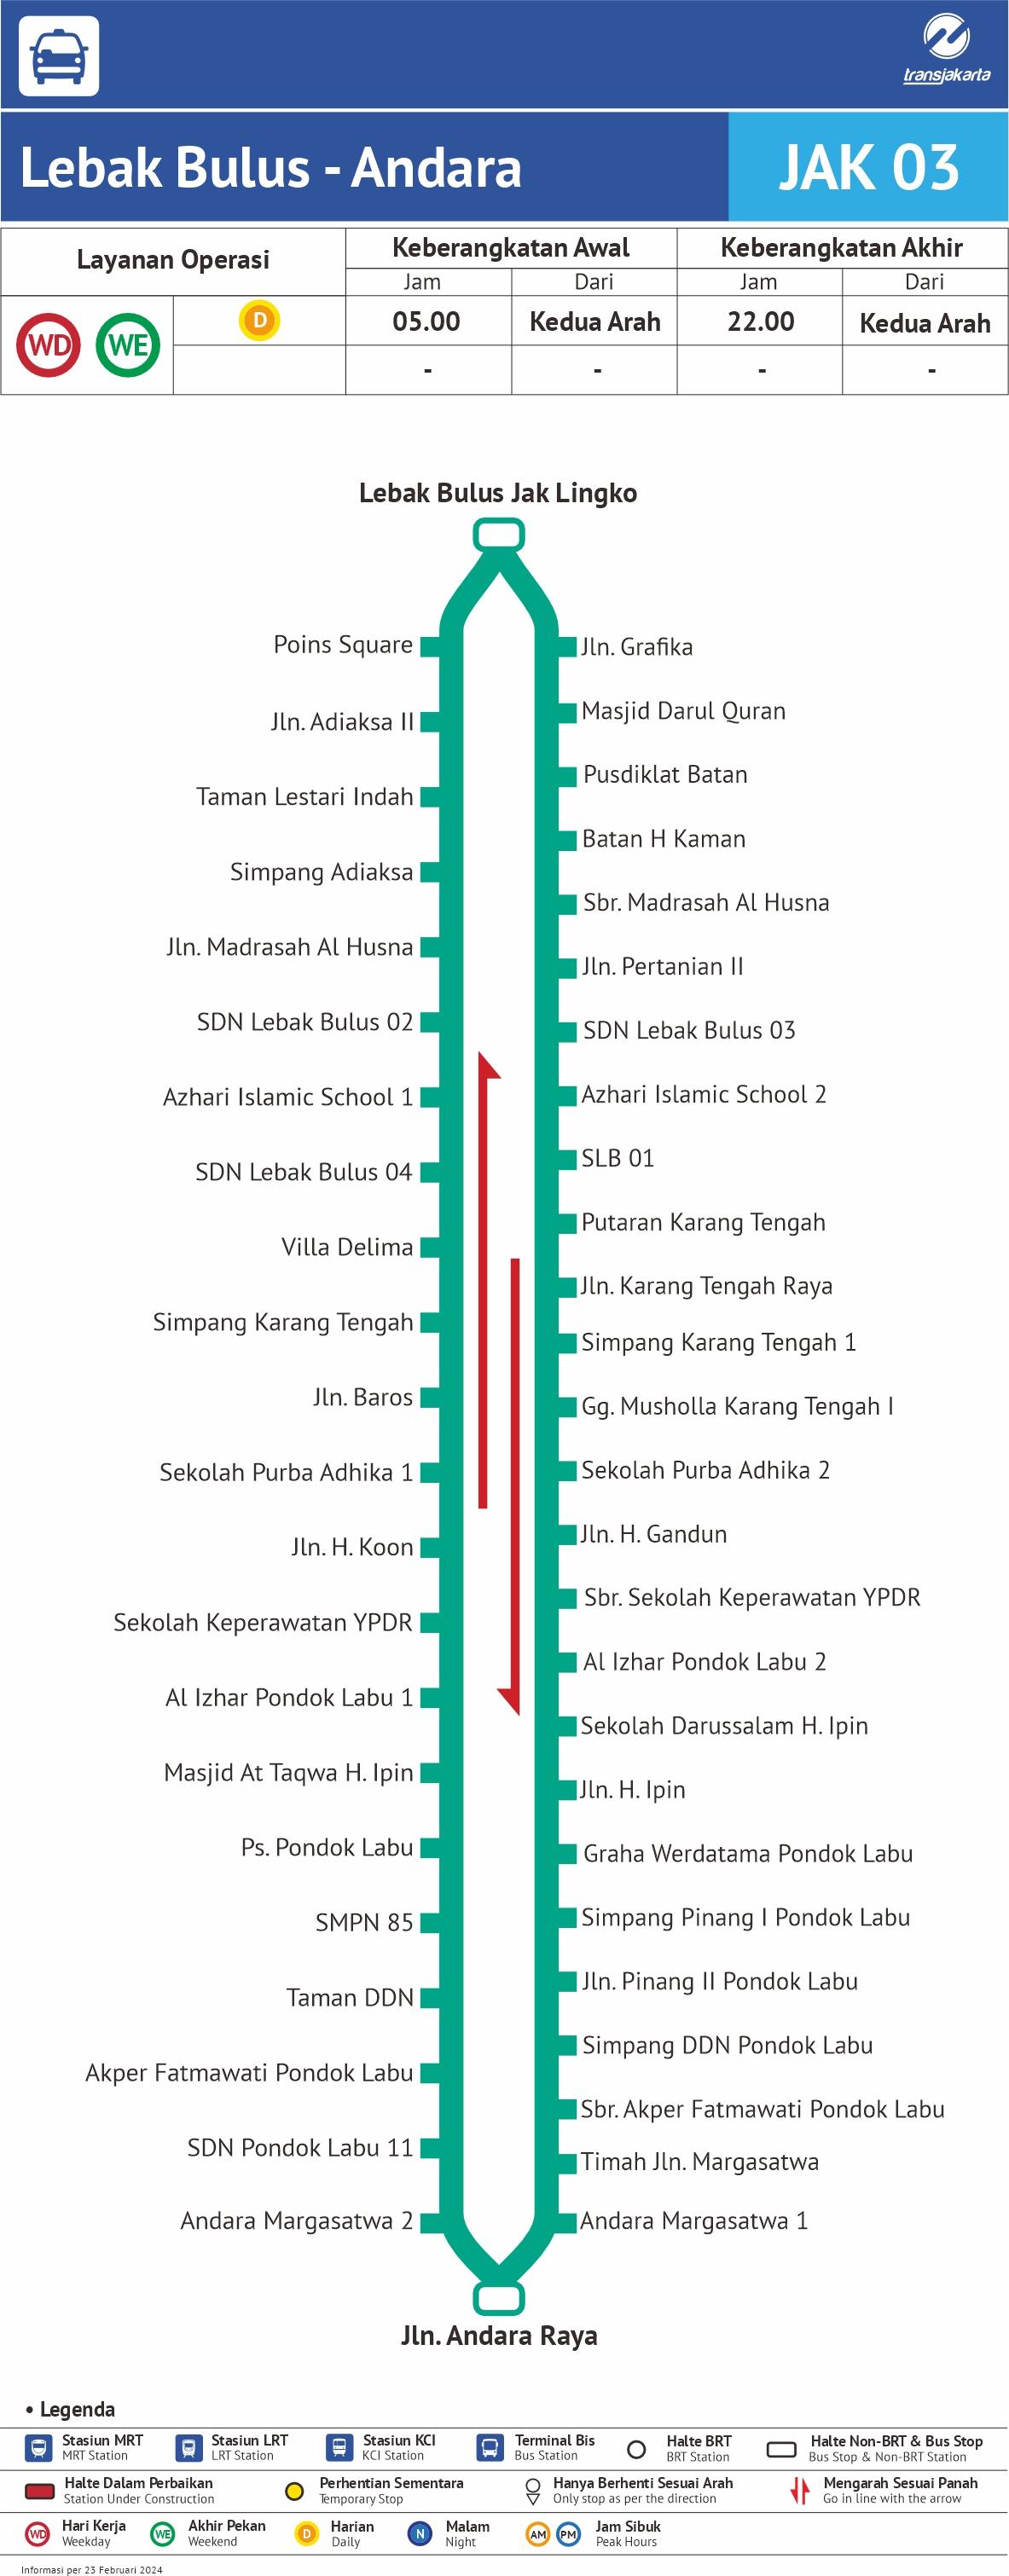 transjakarta
Lebak Bulus - Andara
JAK 03
Layanan Operasi
Keberangkatan Awal
Keberangkatan Akhir
Jam
Dari
Jam
Dari
WD
WE
D
05.00
Kedua Arah
22.00
Kedua Arah
-
-
-
-
Lebak Bulus Jak Lingko
Poins Square
Jln. Adiaksa II
Taman Lestari Indah
Simpang Adiaksa
Jln. Madrasah Al Husna
SDN Lebak Bulus 02
Azhari Islamic School 1
SDN Lebak Bulus 04
Villa Delima
Simpang Karang Tengah
Jln. Baros
Sekolah Purba Adhika 1
Jln. H. Koon
Sekolah Keperawatan YPDR
Al Izhar Pondok Labu 1
Masjid At Taqwa H. Ipin
Ps. Pondok Labu
SMPN 85
Taman DDN
Akper Fatmawati Pondok Labu
SDN Pondok Labu 11
Andara Margasatwa 2
Jln. Grafika
Masjid Darul Quran
Pusdiklat Batan
Batan H Kaman
Sbr. Madrasah Al Husna
Jln. Pertanian II
SDN Lebak Bulus 03
Azhari Islamic School 2
SLB 01
Putaran Karang Tengah
Jln. Karang Tengah Raya
Simpang Karang Tengah 1
Gg. Musholla Karang Tengah I
Sekolah Purba Adhika 2
Jln. H. Gandun
Sbr. Sekolah Keperawatan YPDR
Al Izhar Pondok Labu 2
Sekolah Darussalam H. Ipin
Jln. H. Ipin
Graha Werdatama Pondok Labu
Simpang Pinang I Pondok Labu
Jln. Pinang II Pondok Labu
Simpang DDN Pondok Labu
Sbr. Akper Fatmawati Pondok Labu
Timah Jln. Margasatwa
Andara Margasatwa 1
Jln. Andara Raya
• Legenda
Stasiun MRT
MRT Station
Stasiun LRT
LRT Station
Stasiun KCI
KCI Station
Terminal Bis
Bus Station
Halte BRT
BRT Station
Halte Non-BRT & Bus Stop
Bus Stop & Non-BRT Station
Halte Dalam Perbaikan
Station Under Construction
Perhentian Sementara
Temporary Stop
Hanya Berhenti Sesuai Arah
Only stop as per the direction
Mengarah Sesuai Panah
Go in line with the arrow
WD
Hari Kerja
Weekday
WE
Akhir Pekan
Weekend
D
Harian
Daily
N
Malam
Night
AM
PM
Jam Sibuk
Peak Hours
Informasi per 23 Februari 2024